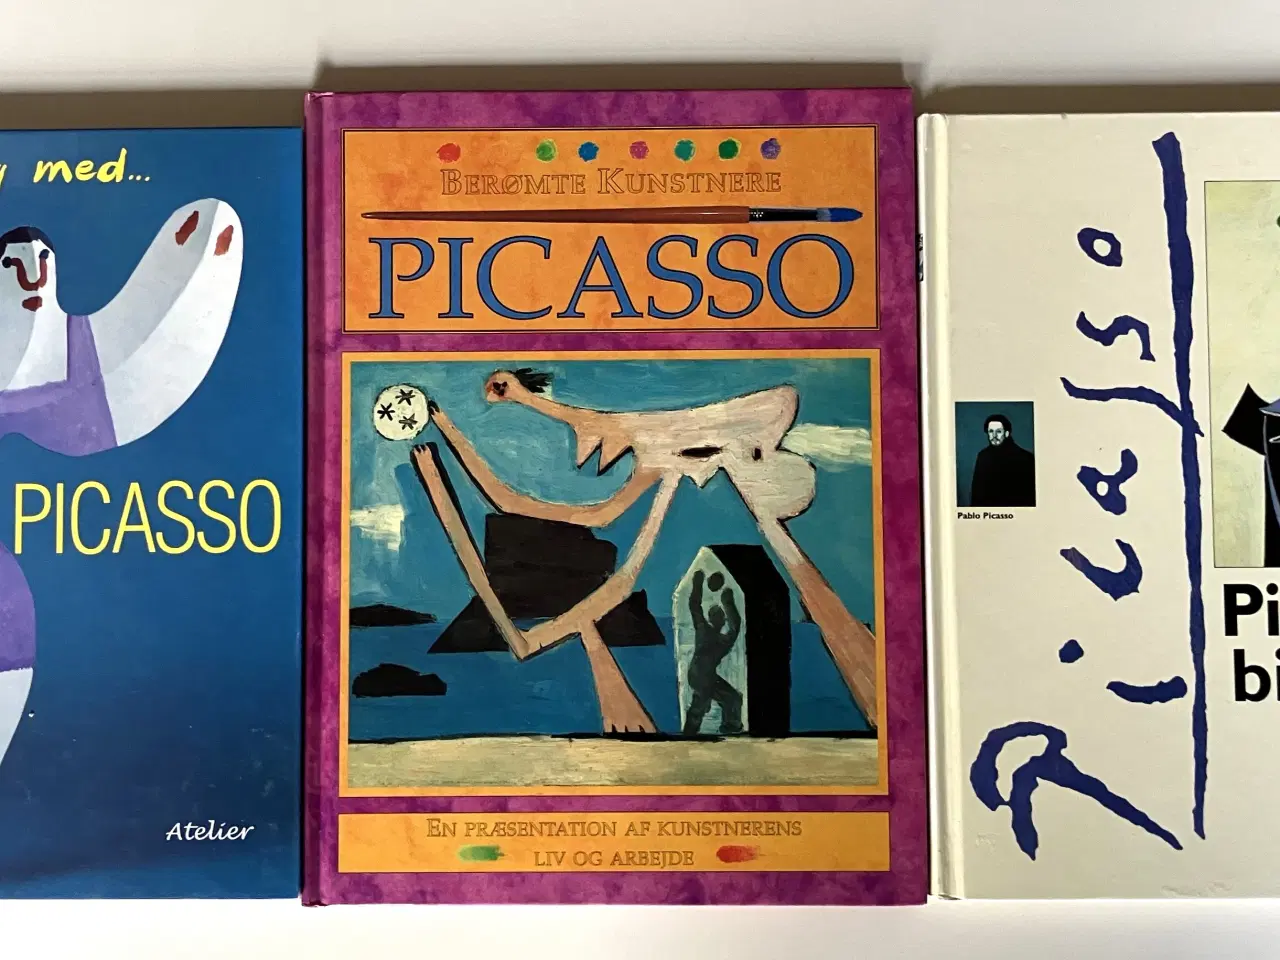 med...
PICASSO
Atelier
BERØMTE KUNSTNERE
PICASSO
EN PRÆSENTATION AF KUNSTNERENS
LIV OG ARBEJDE
Pablo Picasso
Picasso
Pi
bi